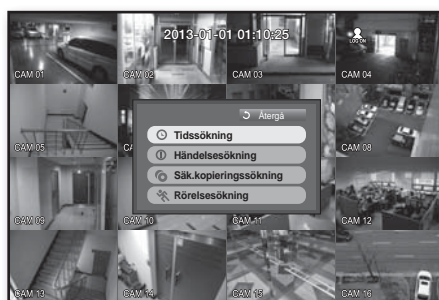 2013-01-01 01:10:25
LOG ON
CAM 01
CAM 02
CAM 03
CAM 04
Återgå
Tidssökning
CAM 05
CAM 08
Händelsesökning
Säk.kopieringssökning
Rörelsesökning
CAM 09
CAM 10
CAM 11
CAM 12
CAM 13
CAM 14
CAM 15
CAM 16